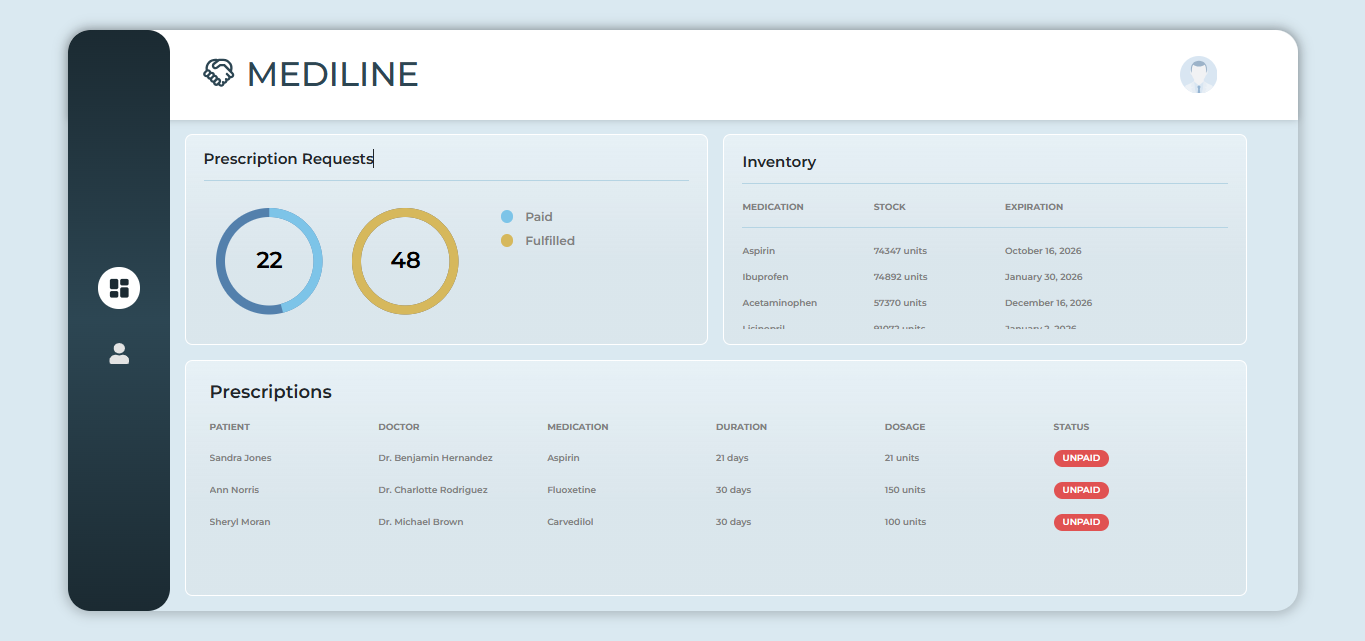 MEDILINE
Prescription Requests
22 48
Paid
Fulfilled
Inventory
MEDICATION STOCK EXPIRATION
Aspirin 74347 units October 16, 2026
Ibuprofen 74892 units January 30, 2026
Acetaminophen 57370 units December 16, 2026
Lisinopril units January 2, 2026
Prescriptions
PATIENT DOCTOR MEDICATION DURATION DOSAGE STATUS
Sandra Jones Dr. Benjamin Hernandez Aspirin 21 days 21 units UNPAID
Ann Norris Dr. Charlotte Rodriguez Fluoxetine 30 days 150 units UNPAID
Sheryl Moran Dr. Michael Brown Carvedilol 30 days 100 units UNPAID